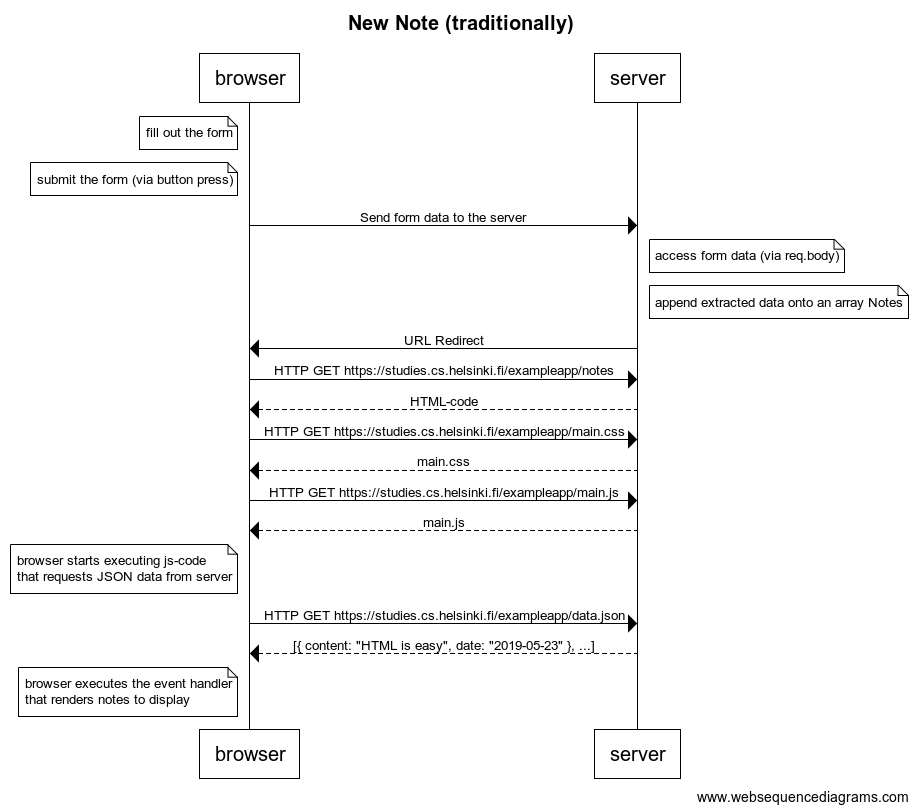 New Note (traditionally)
browser
server
fill out the form
submit the form (via button press)
Send form data to the server
access form data (via req.body)
append extracted data onto an array Notes
URL Redirect
HTTP GET https://studies.cs.helsinki.fi/exampleapp/notes
HTML-code
HTTP GET https://studies.cs.helsinki.fi/exampleapp/main.css
main.css
HTTP GET https://studies.cs.helsinki.fi/exampleapp/main.js
main.js
browser starts executing js-code
that requests JSON data from server
HTTP GET https://studies.cs.helsinki.fi/exampleapp/data.json
[{ content: "HTML is easy", date: "2019-05-23" }, ...]
browser executes the event handler
that renders notes to display
browser
server
www.websequencediagrams.com